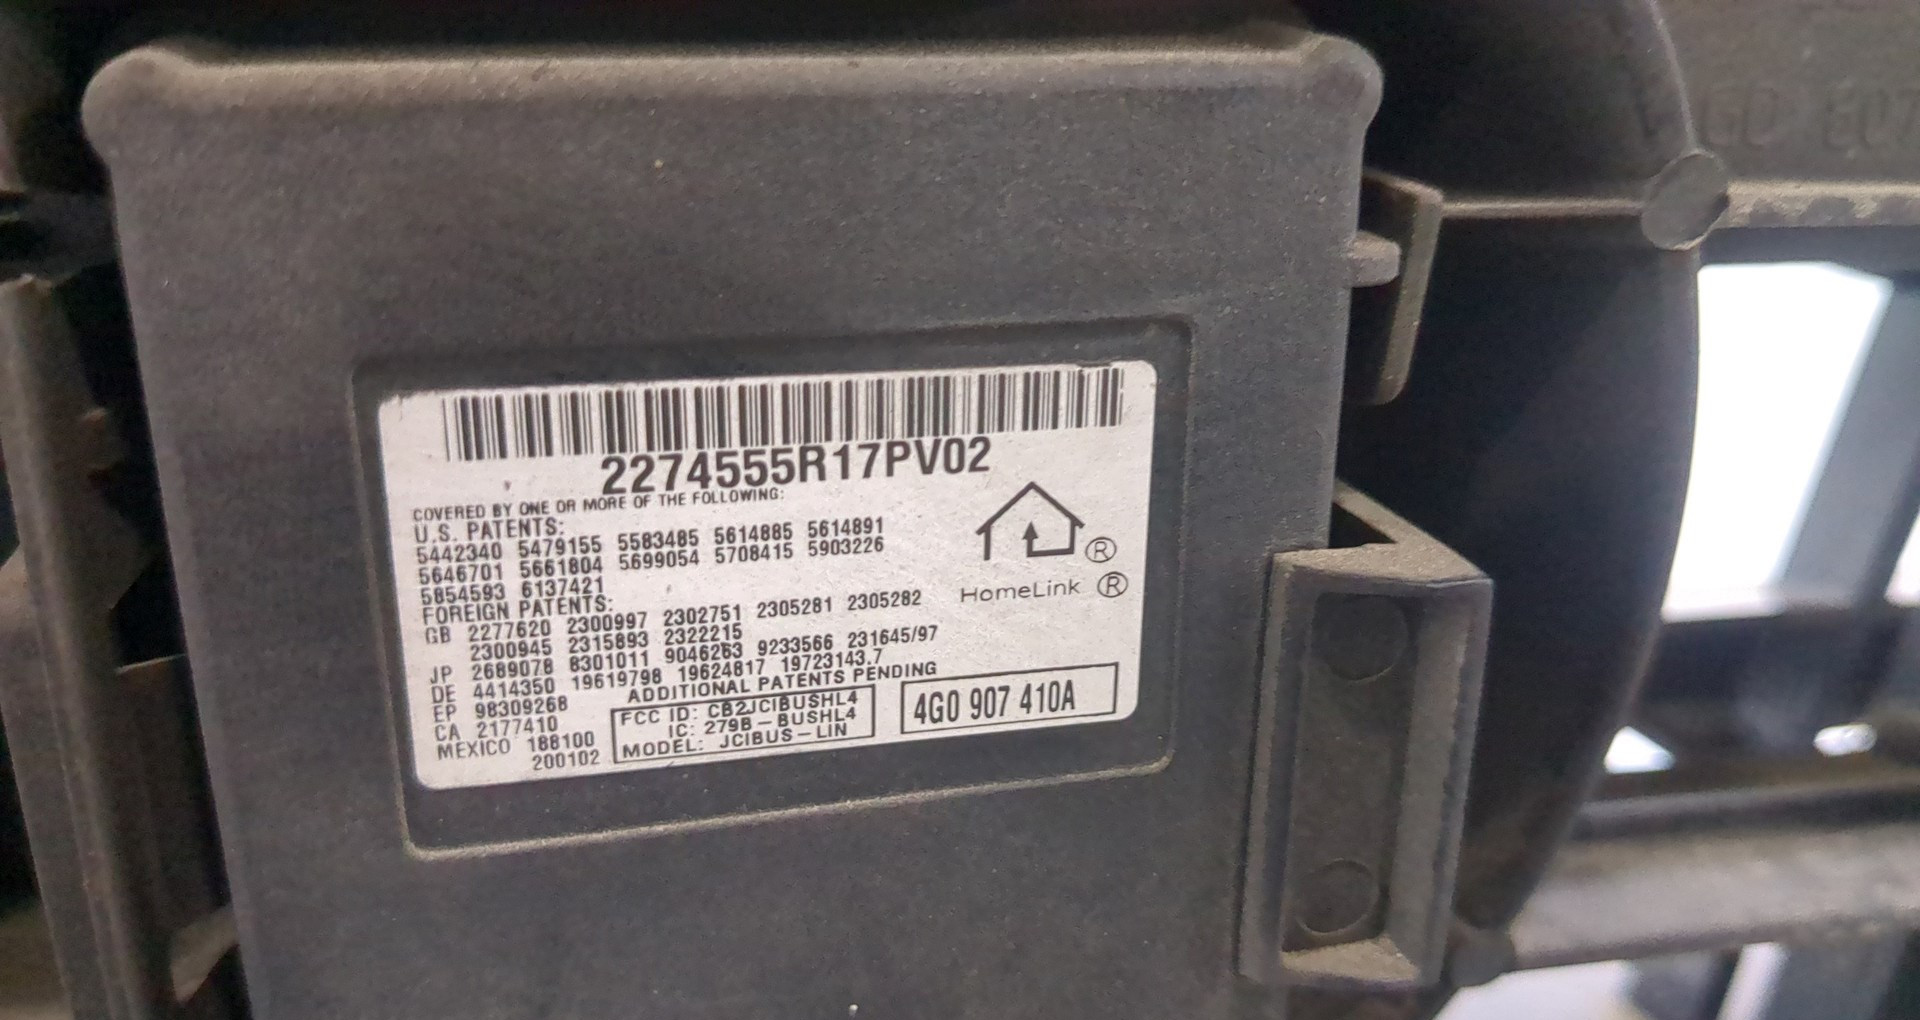 2274555R17PV02
COVERED BY ONE OR MORE OF THE FOLLOWING:
U.S. PATENTS:
5442340 5479155 5583485 5614885 5614891
5646701 5661804 5699054 5708415 5903226
5854593 6137421
FOREIGN PATENTS:
GB 2277620 2300997 2302751 2305281 2305282
2300945 2315893 2322215
JP 2689078 8301011 9046263 9233566 231645/97
DE 4414350 19619798 19624817 19723143.7
EP 98309268
ADDITIONAL PATENTS PENDING
CA 2177410
MEXICO 188100
200102
FCC ID: CB2JCIBUSHL4
IC: 279B-BUSHL4
MODEL: JCIBUS-LIN
4G0 907 410A
®
HomeLink ®